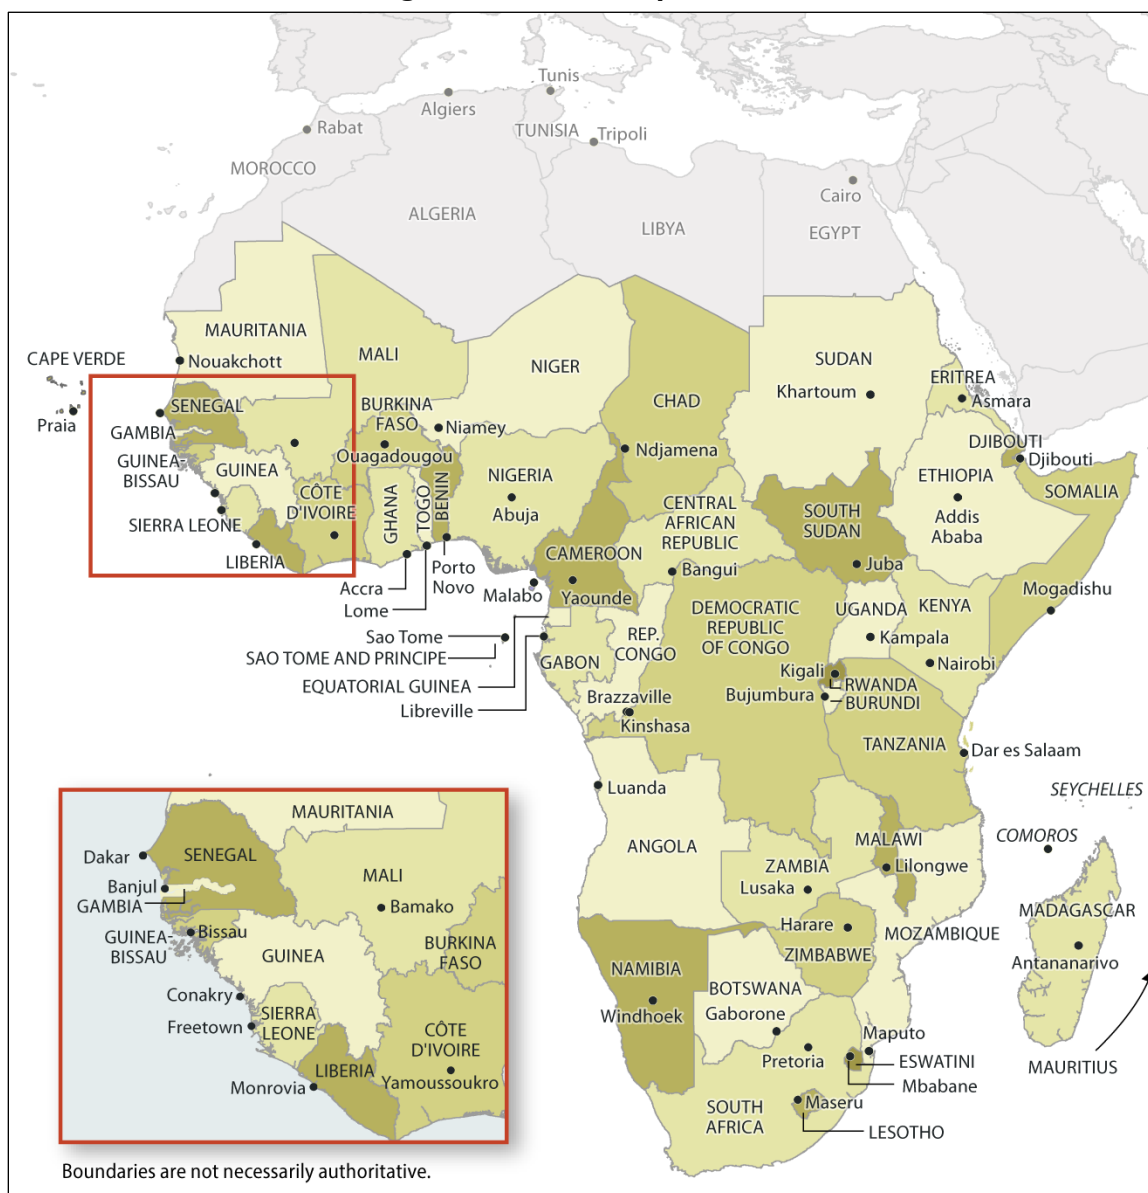 Tunis
Algiers
Rabat
TUNISIA
Tripoli
MOROCCO
Cairo
ALGERIA
LIBYA
EGYPT
MAURITANIA
CAPE VERDE
Nouakchott
MALI
NIGER
SUDAN
ERITREA
Khartoum
Asmara
CHAD
SENEGAL
BURKINA
FASO
Praia
GAMBIA
Niamey
DJIBOUTI
Djibouti
Ouagadougou
Ndjamena
GUINEA-
BISSAU
GUINEA
NIGERIA
ETHIOPIA
SOMALIA
CÔTE
D'IVOIRE
GHANA
TOGO
BENIN
Abuja
CENTRAL
AFRICAN
REPUBLIC
SOUTH
SUDAN
Addis
Ababa
SIERRA LEONE
LIBERIA
CAMEROON
Bangui
Juba
Porto
Novo
Accra
Lome
Malabo
Yaounde
DEMOCRATIC
REPUBLIC
OF CONGO
UGANDA
KENYA
Mogadishu
Sao Tome
SAO TOME AND PRINCIPE
REP.
CONGO
Kampala
GABON
Nairobi
EQUATORIAL GUINEA
Kigali
RWANDA
Libreville
Brazzaville
Bujumbura
BURUNDI
Kinshasa
TANZANIA
Dar es Salaam
Luanda
SEYCHELLES
COMOROS
ANGOLA
MALAWI
ZAMBIA
Lilongwe
Lusaka
MADAGASCAR
Harare
MOZAMBIQUE
ZIMBABWE
Antananarivo
NAMIBIA
BOTSWANA
Windhoek
Gaborone
Maputo
Pretoria
ESWATINI
MAURITIUS
Mbabane
SOUTH
AFRICA
Maseru
LESOTHO
MAURITANIA
Dakar
SENEGAL
MALI
Banjul
GAMBIA
Bamako
GUINEA-
BISSAU
Bissau
BURKINA
FASO
GUINEA
Conakry
SIERRA
LEONE
Freetown
CÔTE
D'IVOIRE
LIBERIA
Yamoussoukro
Monrovia
Boundaries are not necessarily authoritative.